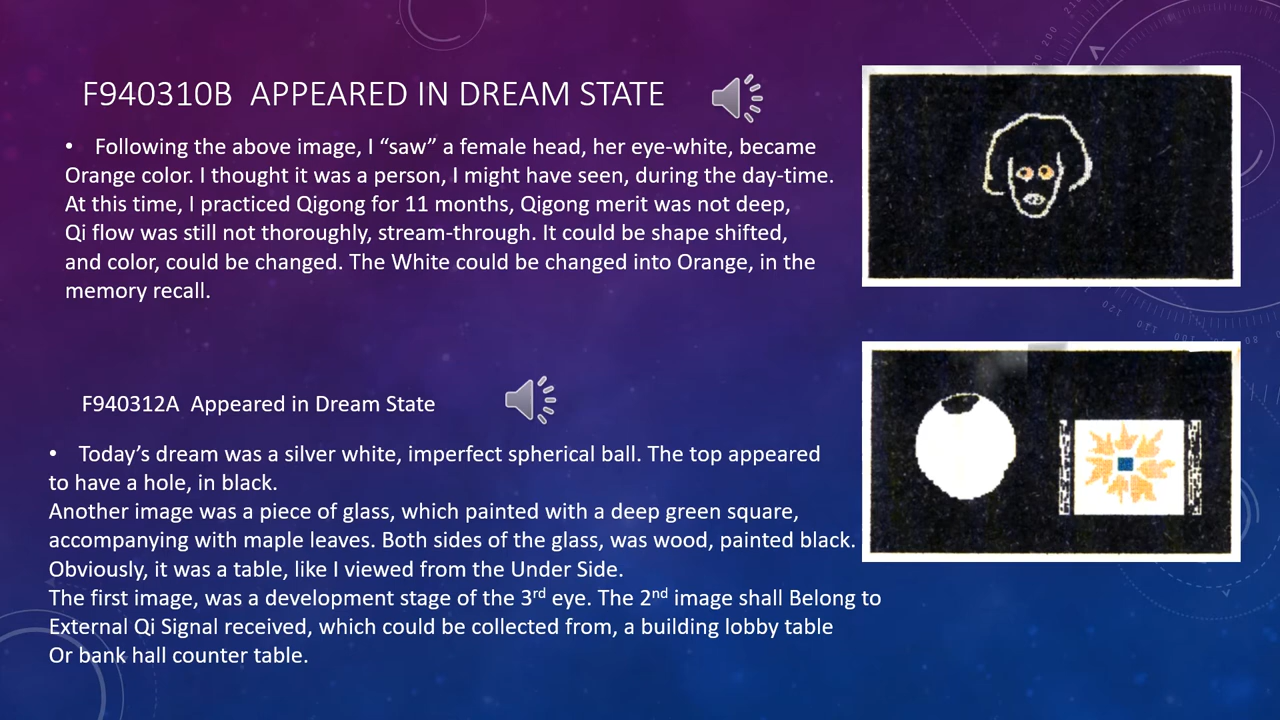 F940310B APPEARED IN DREAM STATE
• Following the above image, I “saw” a female head, her eye-white, became
Orange color. I thought it was a person, I might have seen, during the day-time.
At this time, I practiced Qigong for 11 months, Qigong merit was not deep,
Qi flow was still not thoroughly, stream-through. It could be shape shifted,
and color, could be changed. The White could be changed into Orange, in the
memory recall.
F940312A Appeared in Dream State
• Today’s dream was a silver white, imperfect spherical ball. The top appeared
to have a hole, in black.
Another image was a piece of glass, which painted with a deep green square,
accompanying with maple leaves. Both sides of the glass, was wood, painted black.
Obviously, it was a table, like I viewed from the Under Side.
The first image, was a development stage of the 3rd eye. The 2nd image shall Belong to
External Qi Signal received, which could be collected from, a building lobby table
Or bank hall counter table.